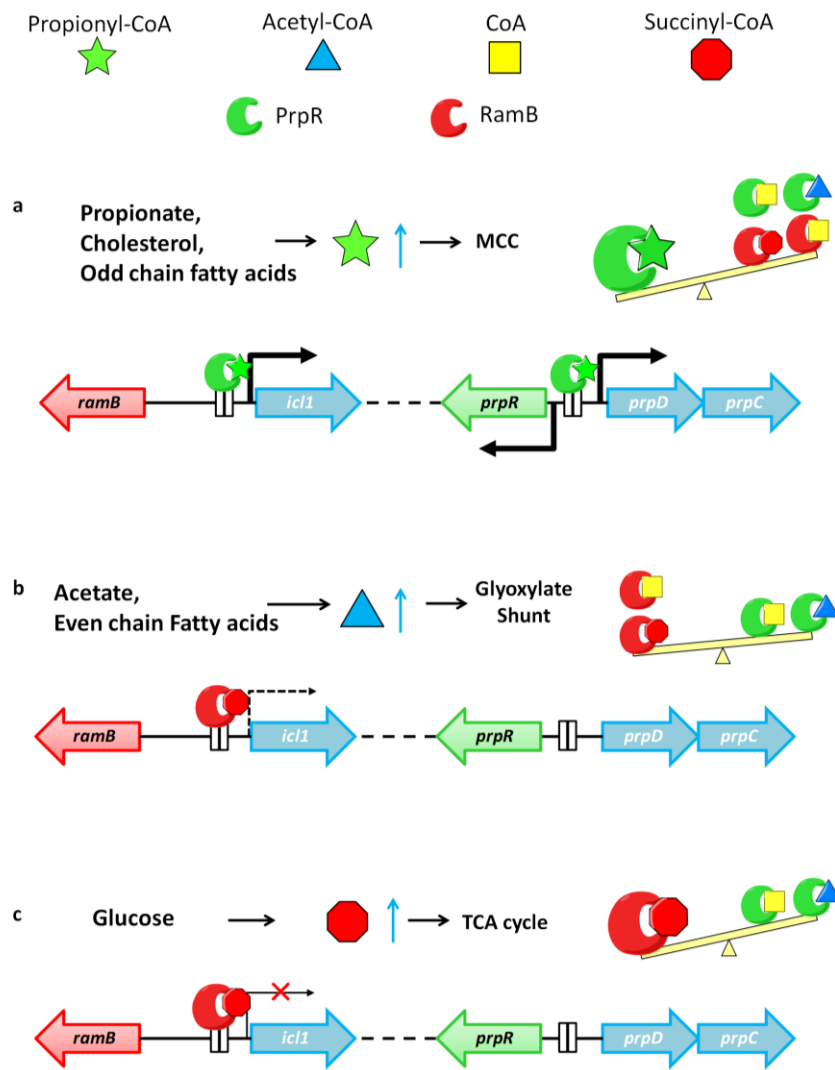 Propionyl-CoA Acetyl-CoA CoA Succinyl-CoA
PrpR RamB
a
Propionate,
Cholesterol,
Odd chain fatty acids
MCC
ramB icl1 prpR prpD prpC
b
Acetate,
Even chain Fatty acids
Glyoxylate
Shunt
ramB icl1 prpR prpD prpC
c
Glucose TCA cycle
ramB icl1 prpR prpD prpC